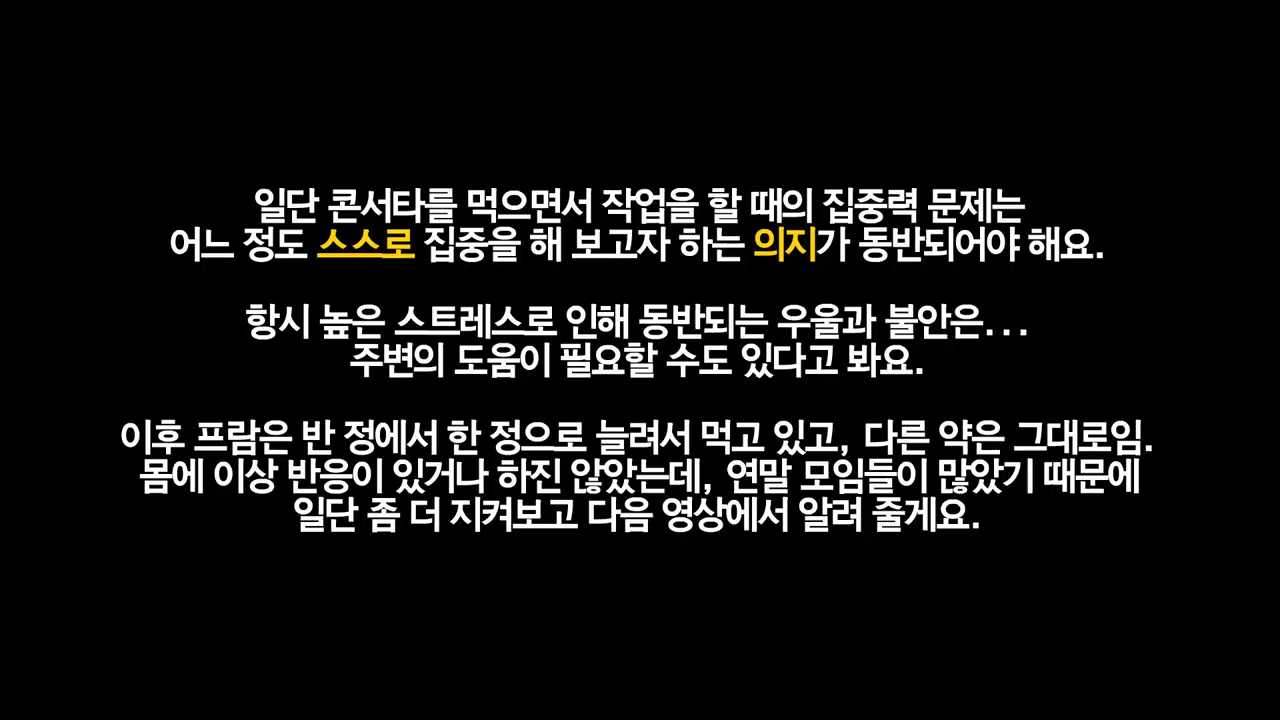 일단 콘서타를 먹으면서 작업을 할 때의 집중력 문제는
어느 정도 스스로 집중을 해 보고자 하는 의지가 동반되어야 해요.
항시 높은 스트레스로 인해 동반되는 우울과 불안은...
주변의 도움이 필요할 수도 있다고 봐요.
이후 프람은 반 정에서 한 정으로 늘려서 먹고 있고, 다른 약은 그대로임.
몸에 이상 반응이 있거나 하진 않았는데, 연말 모임들이 많았기 때문에
일단 좀 더 지켜보고 다음 영상에서 알려 줄게요.